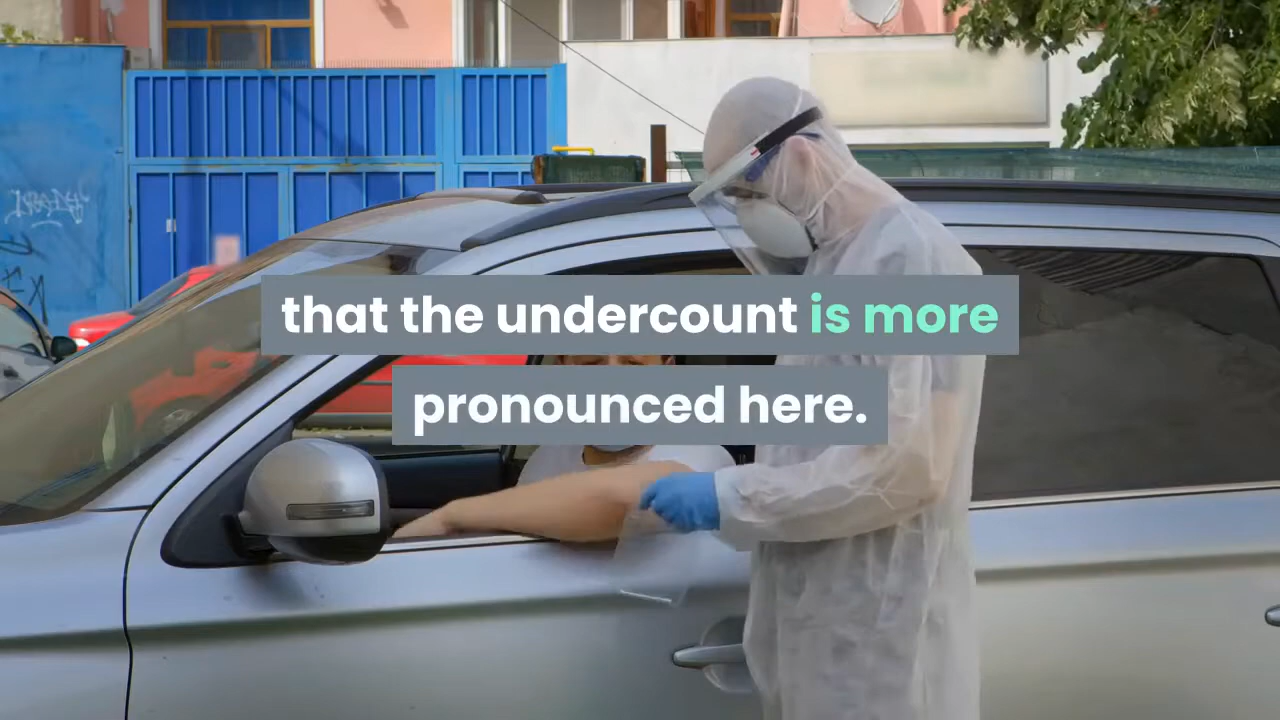 that the undercount is more
pronounced here.